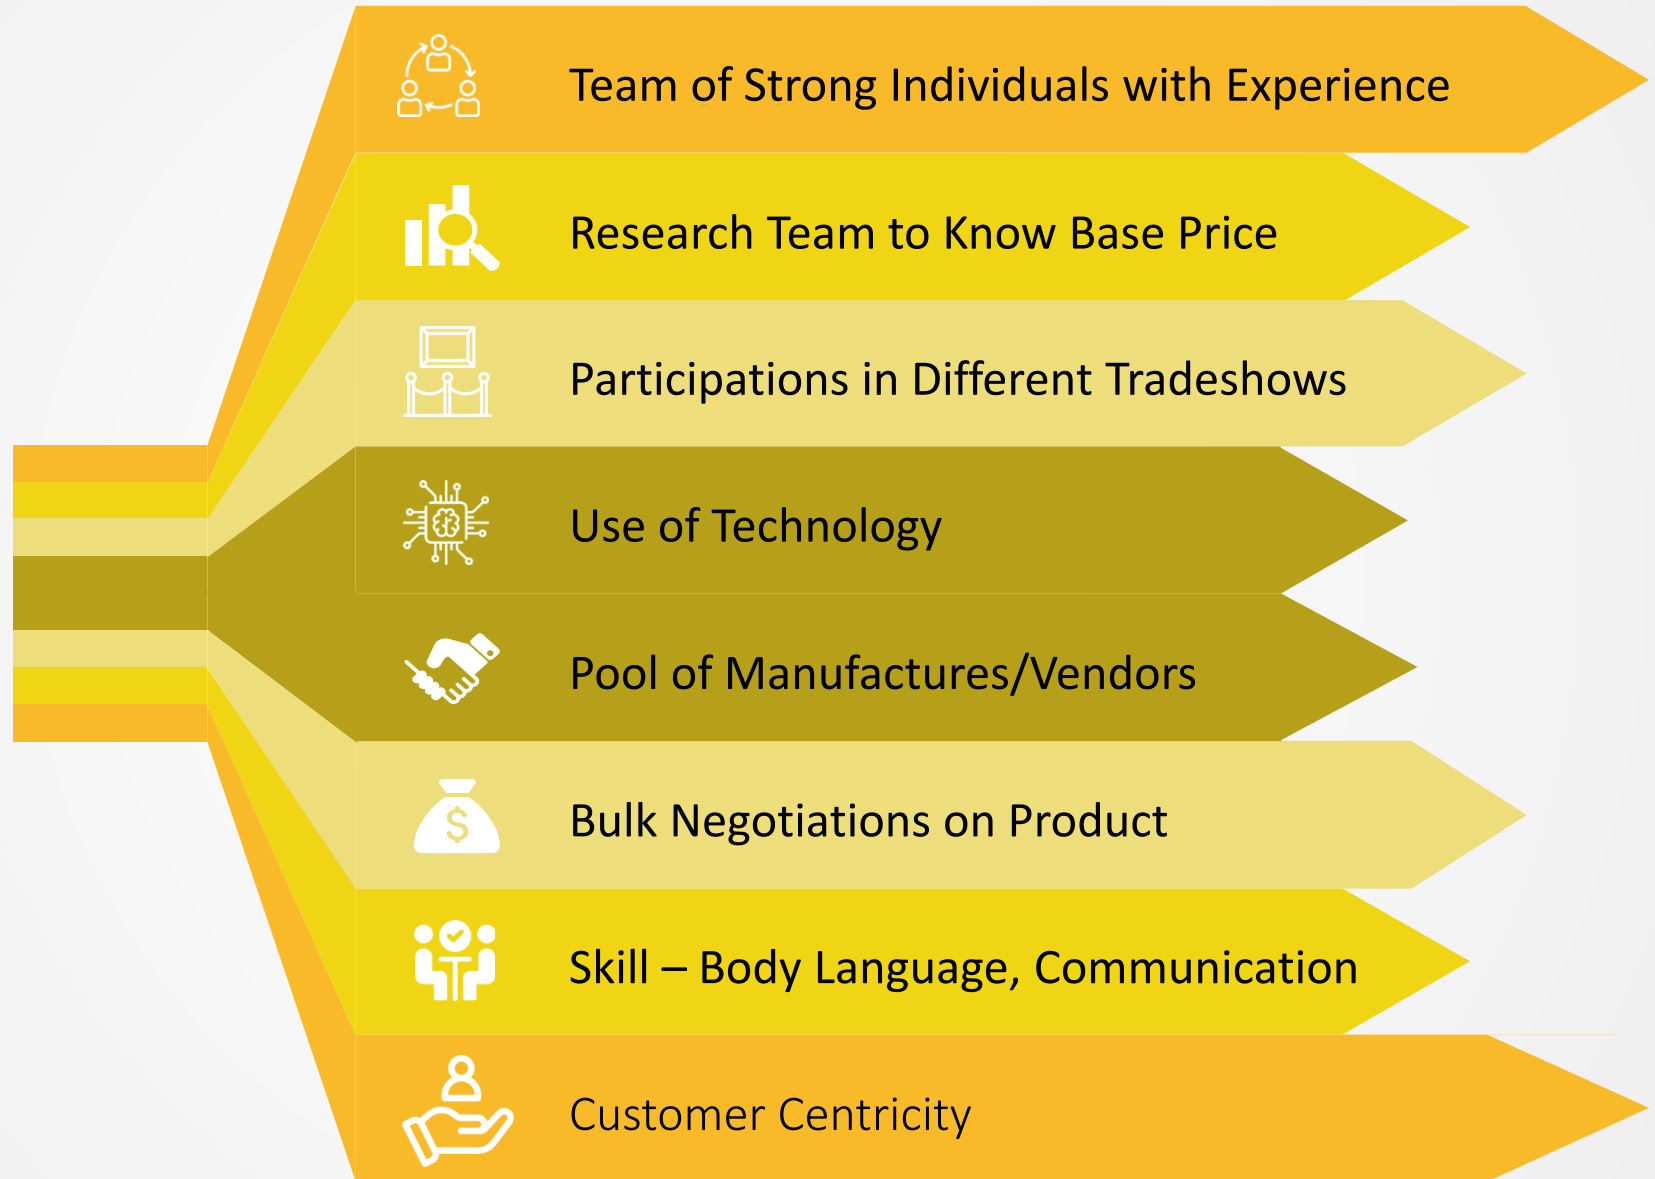 Team of Strong Individuals with Experience
Research Team to Know Base Price
Participations in Different Tradeshows
Use of Technology
Pool of Manufactures/Vendors
$
Bulk Negotiations on Product
Skill – Body Language, Communication
Customer Centricity